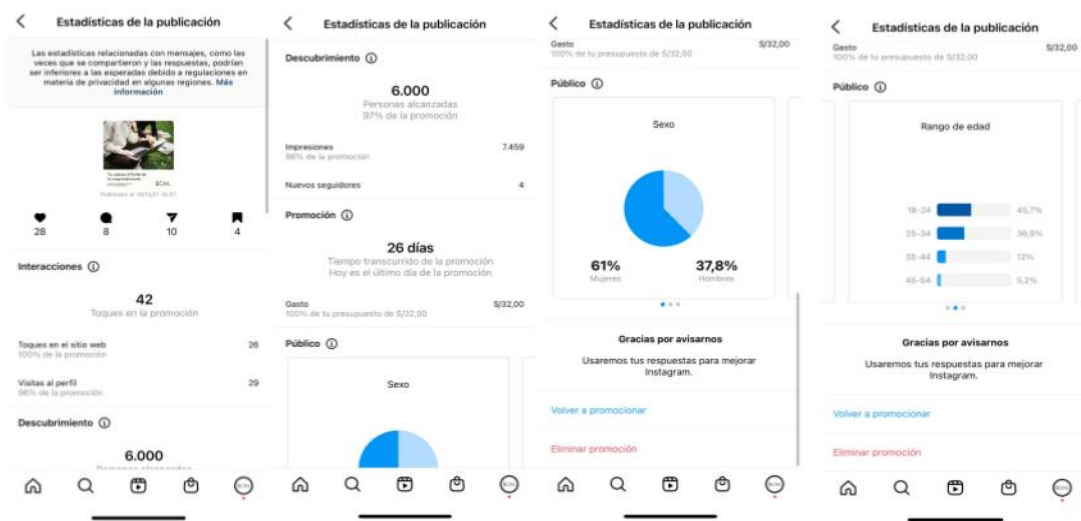 Estadísticas de la publicación
Las estadísticas relacionadas con mensajes, como las
veces que se compartieron y las respuestas, podrían
ser inferiores a las esperadas debido a regulaciones en
materia de privacidad en algunas regiones. Más
información
28
8
10
4
Interacciones
42
Toques en la promoción
Toques en el sitio web
26
100% de la promoción
Visitas al perfil
29
96% de la promoción
Descubrimiento
6.000
Personas alcanzadas
Estadísticas de la publicación
Descubrimiento
6.000
Personas alcanzadas
97% de la promoción
Impresiones
7.459
96% de la promoción
Nuevos seguidores
4
Promoción
26 días
Tiempo transcurrido de la promoción
Hoy es el último día de la promoción
Gasto
S/32,00
100% de tu presupuesto de S/32,00
Público
Sexo
Estadísticas de la publicación
Gasto
S/32,00
100% de tu presupuesto de S/32,00
Público
Sexo
61%
Mujeres
37,8%
Hombres
Gracias por avisarnos
Usaremos tus respuestas para mejorar
Instagram.
Volver a promocionar
Eliminar promoción
Estadísticas de la publicación
Gasto
S/32,00
100% de tu presupuesto de S/32,00
Público
Rango de edad
18-24
45,7%
25-34
36,9%
35-44
12%
45-54
5,2%
Gracias por avisarnos
Usaremos tus respuestas para mejorar
Instagram.
Volver a promocionar
Eliminar promoción